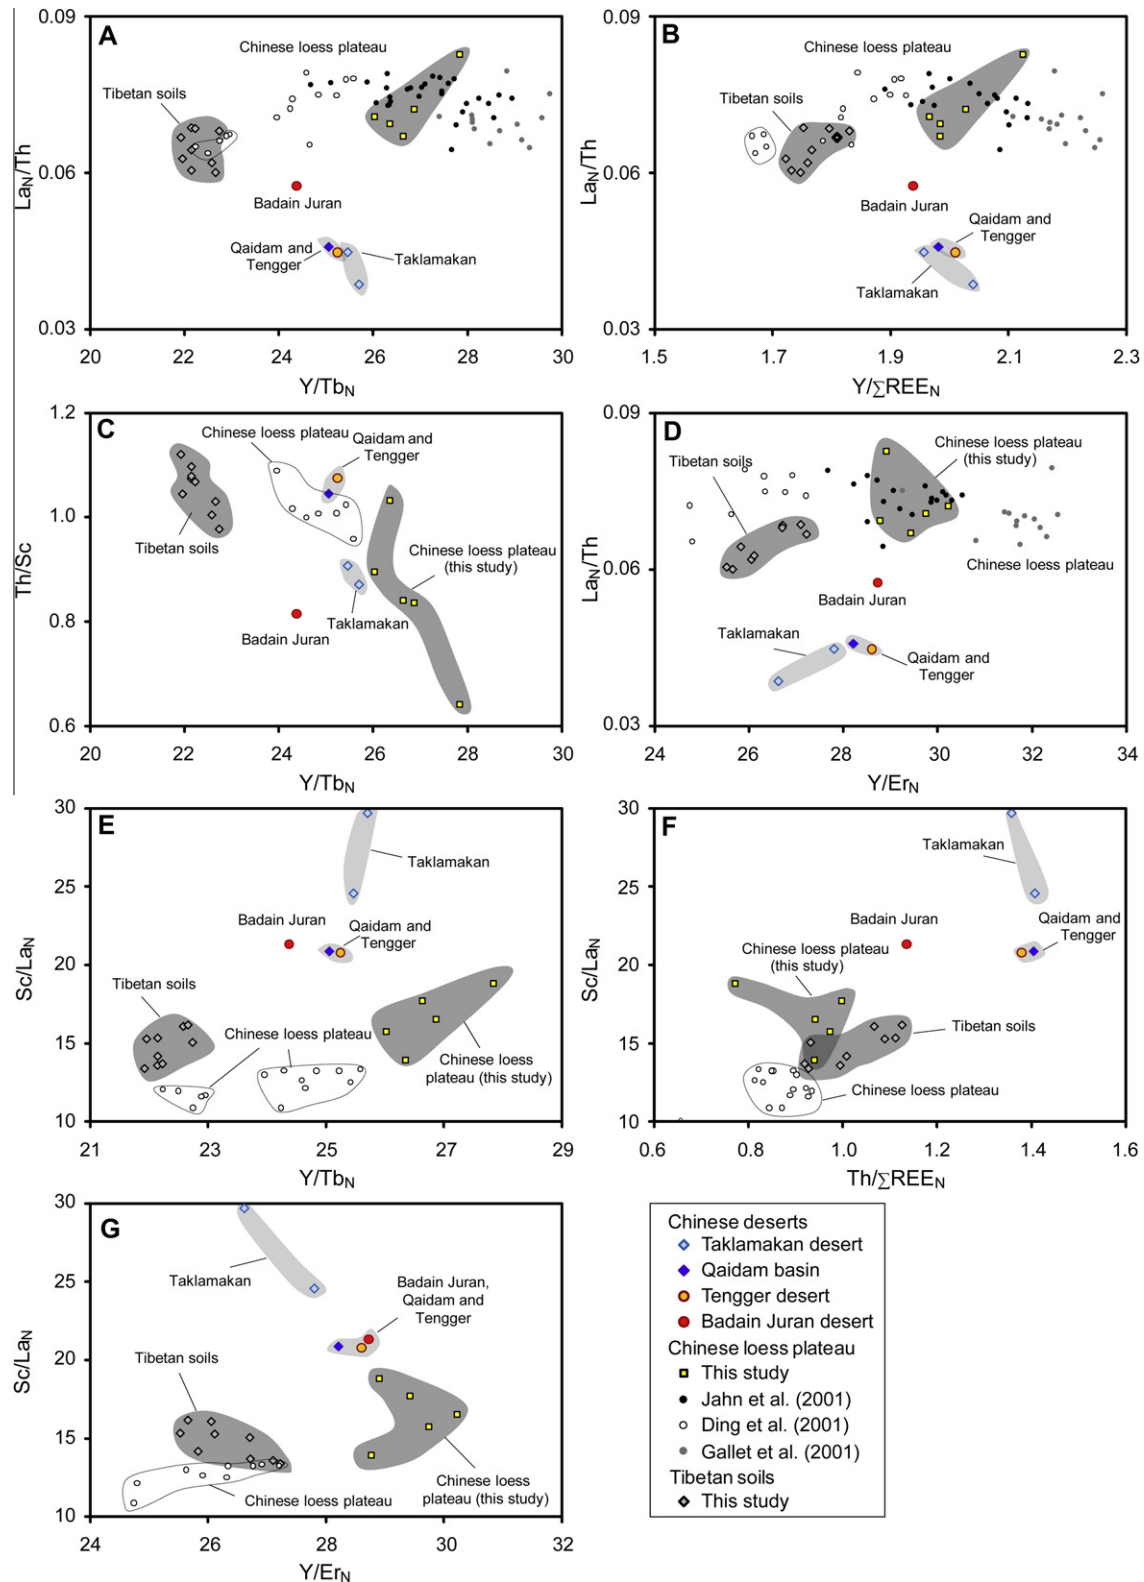 A
Chinese loess plateau
Tibetan soils
Badain Juran
Qaidam and
Tengger
Taklamakan
0.09
0.06
0.03
LaN/Th
20
22
24
26
28
30
Y/TbN
B
Chinese loess plateau
Tibetan soils
Badain Juran
Qaidam and
Tengger
Taklamakan
0.09
0.06
0.03
LaN/Th
1.5
1.7
1.9
2.1
2.3
Y/∑REEN
C
Chinese loess plateau
Qaidam and
Tengger
Tibetan soils
Chinese loess plateau
(this study)
Taklamakan
Badain Juran
1.2
1.0
0.8
0.6
Th/Sc
20
22
24
26
28
30
Y/TbN
D
Chinese loess plateau
(this study)
Tibetan soils
Chinese loess plateau
Badain Juran
Taklamakan
Qaidam and
Tengger
0.09
0.06
0.03
LaN/Th
24
26
28
30
32
34
Y/ErN
E
Taklamakan
Badain Juran
Qaidam and
Tengger
Tibetan soils
Chinese loess plateau
Chinese loess
plateau (this study)
30
25
20
15
10
Sc/LaN
21
23
25
27
29
Y/TbN
F
Taklamakan
Badain Juran
Qaidam and
Tengger
Chinese loess plateau
(this study)
Tibetan soils
Chinese loess plateau
30
25
20
15
10
Sc/LaN
0.6
0.8
1.0
1.2
1.4
1.6
Th/∑REEN
G
Taklamakan
Badain Juran,
Qaidam and
Tengger
Tibetan soils
Chinese loess plateau
Chinese loess
plateau (this study)
30
25
20
15
10
Sc/LaN
24
26
28
30
32
Y/ErN
Chinese deserts
Taklamakan desert
Qaidam basin
Tengger desert
Badain Juran desert
Chinese loess plateau
This study
Jahn et al. (2001)
Ding et al. (2001)
Gallet et al. (2001)
Tibetan soils
This study